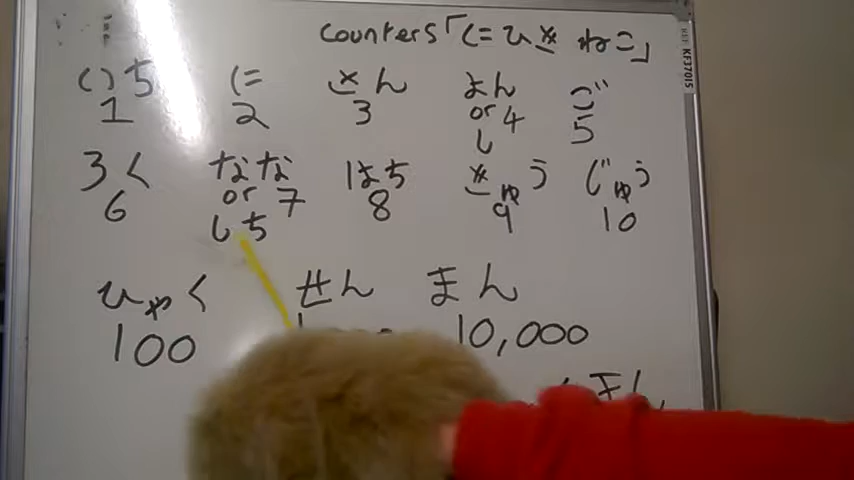 Counters「にひき ねこ」
いち に さん よん ご
1 2 3 or 4 5
し
ろく なな はち きゅう じゅう
6 or 7 8 9 10
しち
ひゃく せん まん
100 10,000
REF KF37015